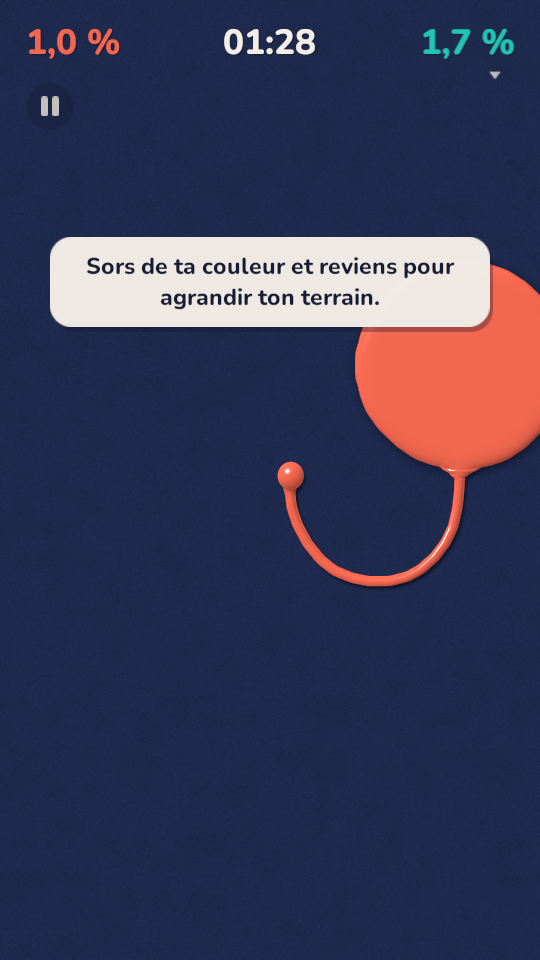 1,0 %
01:28
1,7 %
Sors de ta couleur et reviens pour
agrandir ton terrain.